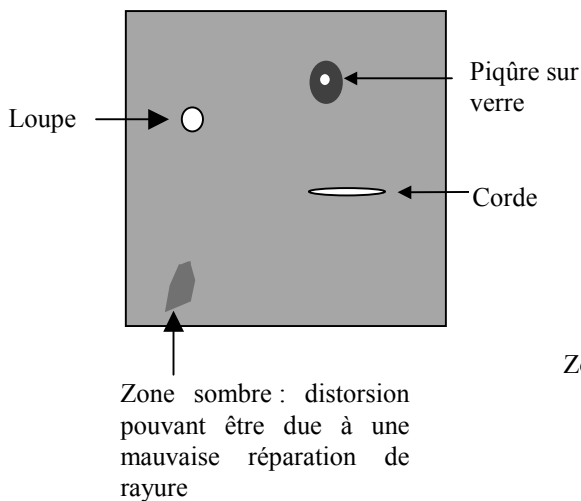 Piqûre sur
verre
Loupe
Corde
Zone sombre : distorsion
pouvant être due à une
mauvaise réparation de
rayure